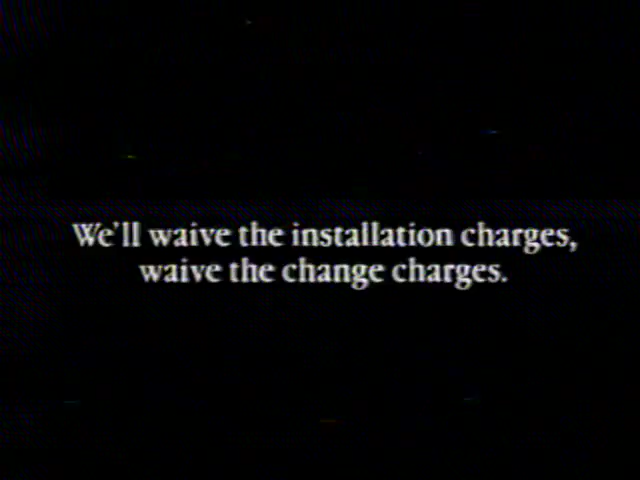 We'll waive the installation charges,
waive the change charges.